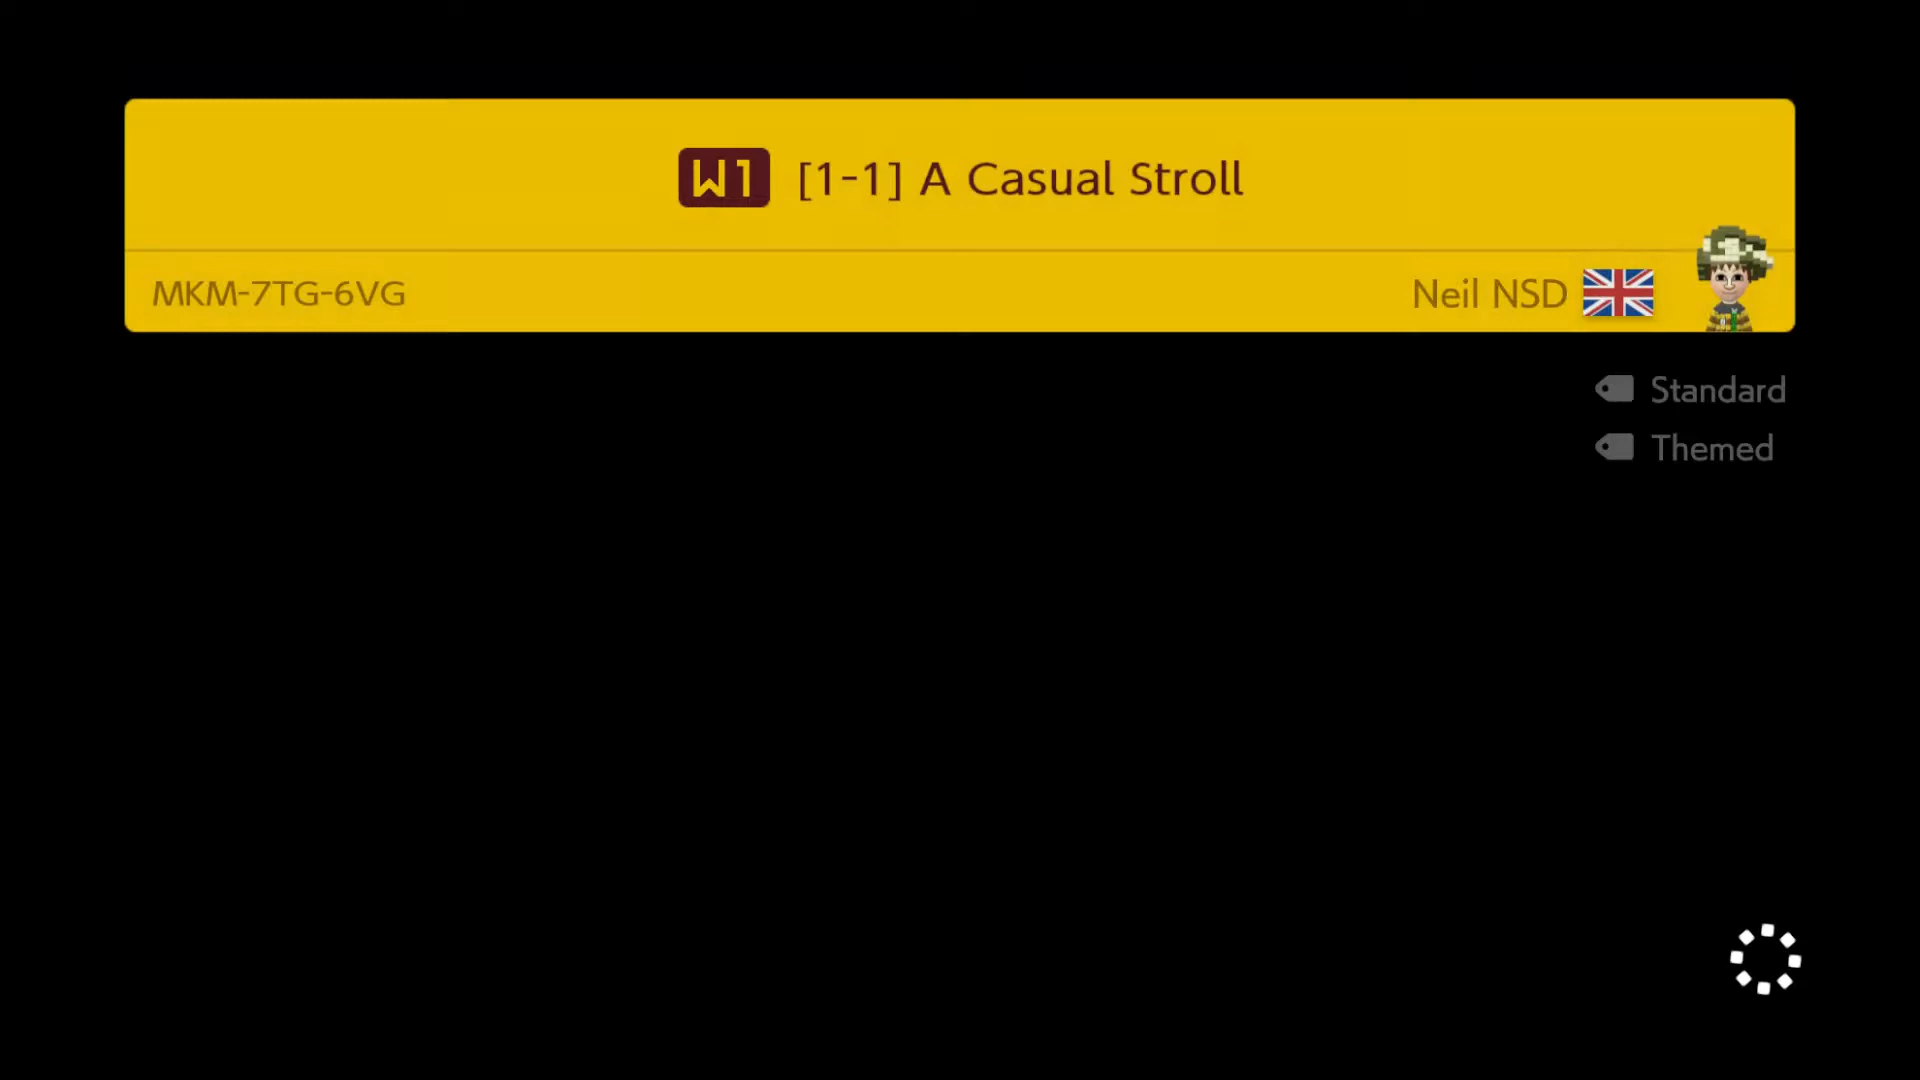 W1 [1-1] A Casual Stroll
MKM-7TG-6VG
Neil NSD
Standard
Themed